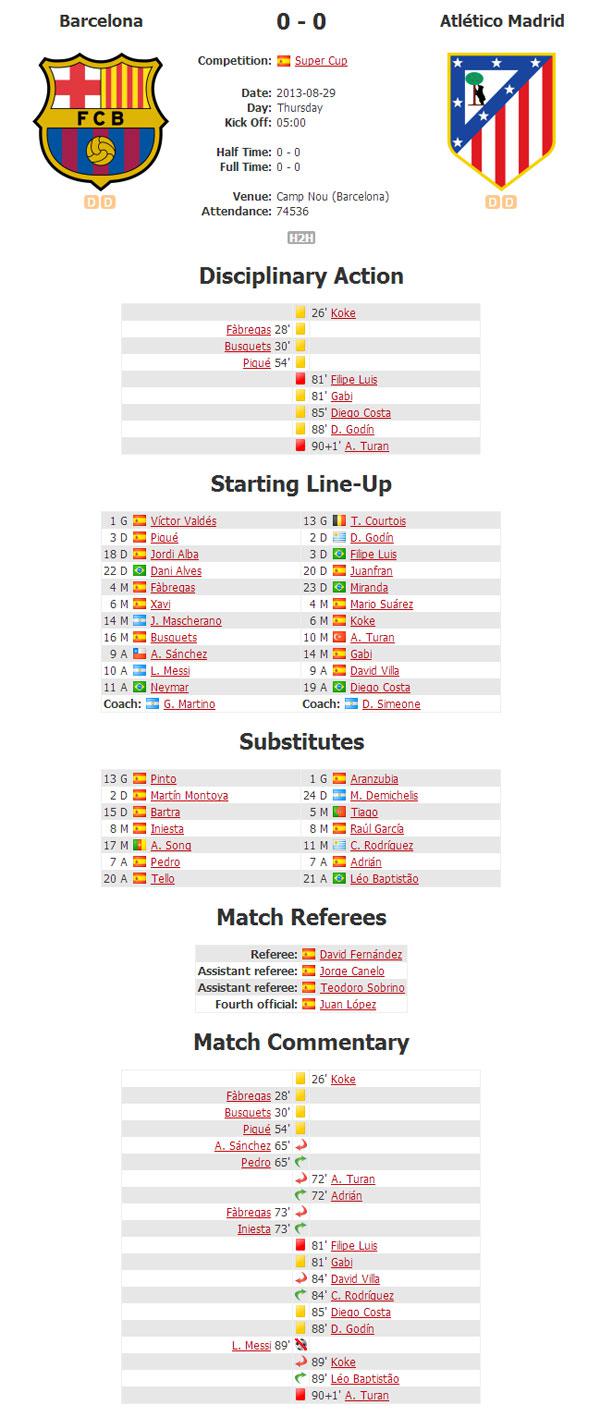 Barcelona 0 - 0 Atlético Madrid
Competition: Super Cup
Date: 2013-08-29
Day: Thursday
Kick Off: 05:00
Half Time: 0 - 0
Full Time: 0 - 0
Venue: Camp Nou (Barcelona)
Attendance: 74536
FCB
D D
D D
H2H
Disciplinary Action
26' Koke
Fàbregas 28'
Busquets 30'
Piqué 54'
81' Filipe Luis
81' Gabi
85' Diego Costa
88' D. Godín
90+1' A. Turan
Starting Line-Up
1 G Víctor Valdés 13 G T. Courtois
3 D Piqué 2 D D. Godín
18 D Jordi Alba 3 D Filipe Luis
22 D Dani Alves 20 D Juanfran
4 M Fàbregas 23 D Miranda
6 M Xavi 4 M Mario Suárez
14 M J. Mascherano 6 M Koke
16 M Busquets 10 M A. Turan
9 A A. Sánchez 14 M Gabi
10 A L. Messi 9 A David Villa
11 A Neymar 19 A Diego Costa
Coach: G. Martino Coach: D. Simeone
Substitutes
13 G Pinto 1 G Aranzubia
2 D Martín Montoya 24 D M. Demichelis
15 D Bartra 5 M Tiago
8 M Iniesta 8 M Raúl García
17 M A. Song 11 M C. Rodríguez
7 A Pedro 7 A Adrián
20 A Tello 21 A Léo Baptistão
Match Referees
Referee: David Fernández
Assistant referee: Jorge Canelo
Assistant referee: Teodoro Sobrino
Fourth official: Juan López
Match Commentary
26' Koke
Fàbregas 28'
Busquets 30'
Piqué 54'
A. Sánchez 65'
Pedro 65'
72' A. Turan
72' Adrián
Fàbregas 73'
Iniesta 73'
81' Filipe Luis
81' Gabi
84' David Villa
84' C. Rodríguez
85' Diego Costa
88' D. Godín
L. Messi 89'
89' Koke
89' Léo Baptistão
90+1' A. Turan